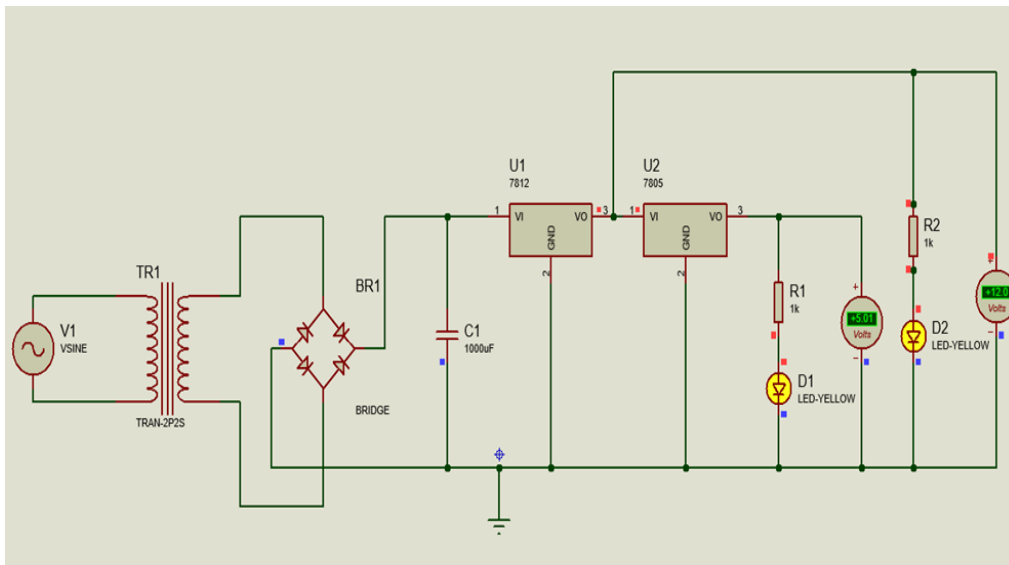 V1
VSINE
TR1
TRAN-2P2S
BR1
BRIDGE
C1
1000uF
U1
7812
1
VI
VO
3
GND
2
U2
7805
1
VI
VO
3
GND
2
R1
1k
D1
LED-YELLOW
+
+5.01
Volts
−
R2
1k
D2
LED-YELLOW
+
+12.0
Volts
−